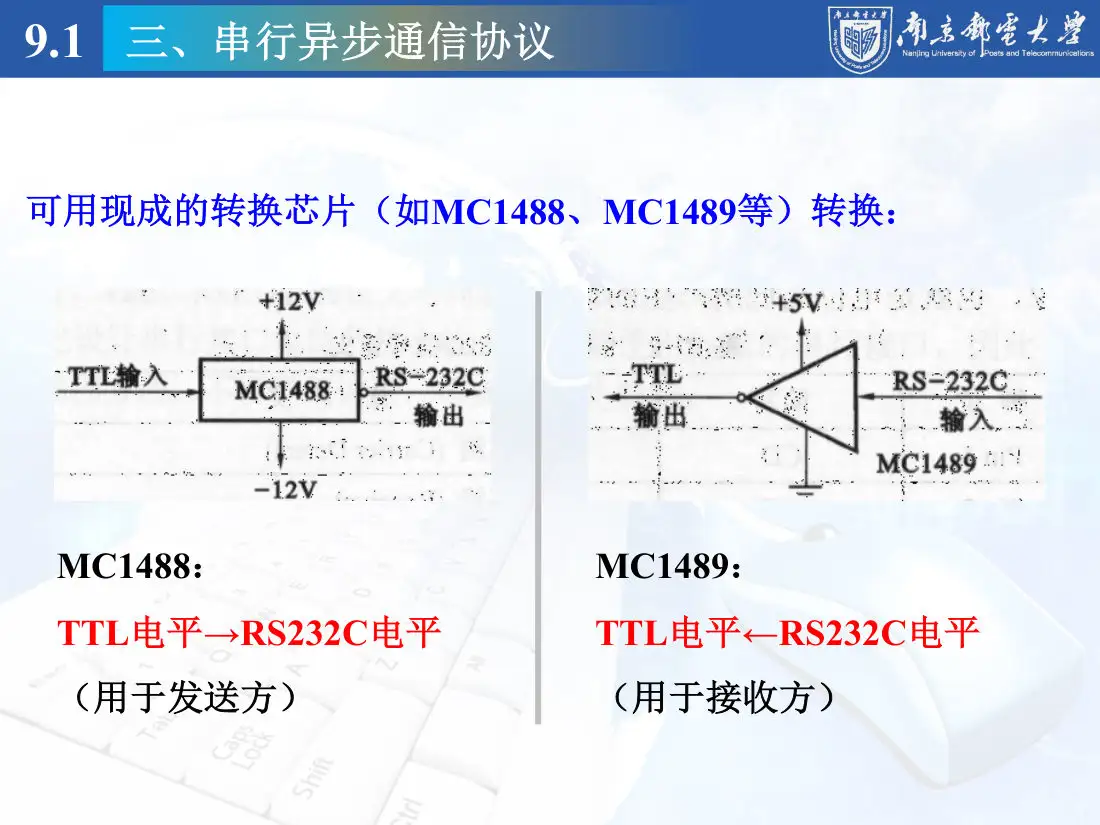 9.1 三、串行异步通信协议
南京邮电大学
Nanjing University of Posts and Telecommunications
可用现成的转换芯片（如MC1488、MC1489等）转换：
+12V
TTL输入
MC1488
RS-232C
输出
-12V
+5V
TTL
输出
RS-232C
输入
MC1489
MC1488：
TTL电平→RS232C电平
（用于发送方）
MC1489：
TTL电平←RS232C电平
（用于接收方）
Caps
Lock
Shift
Ctrl